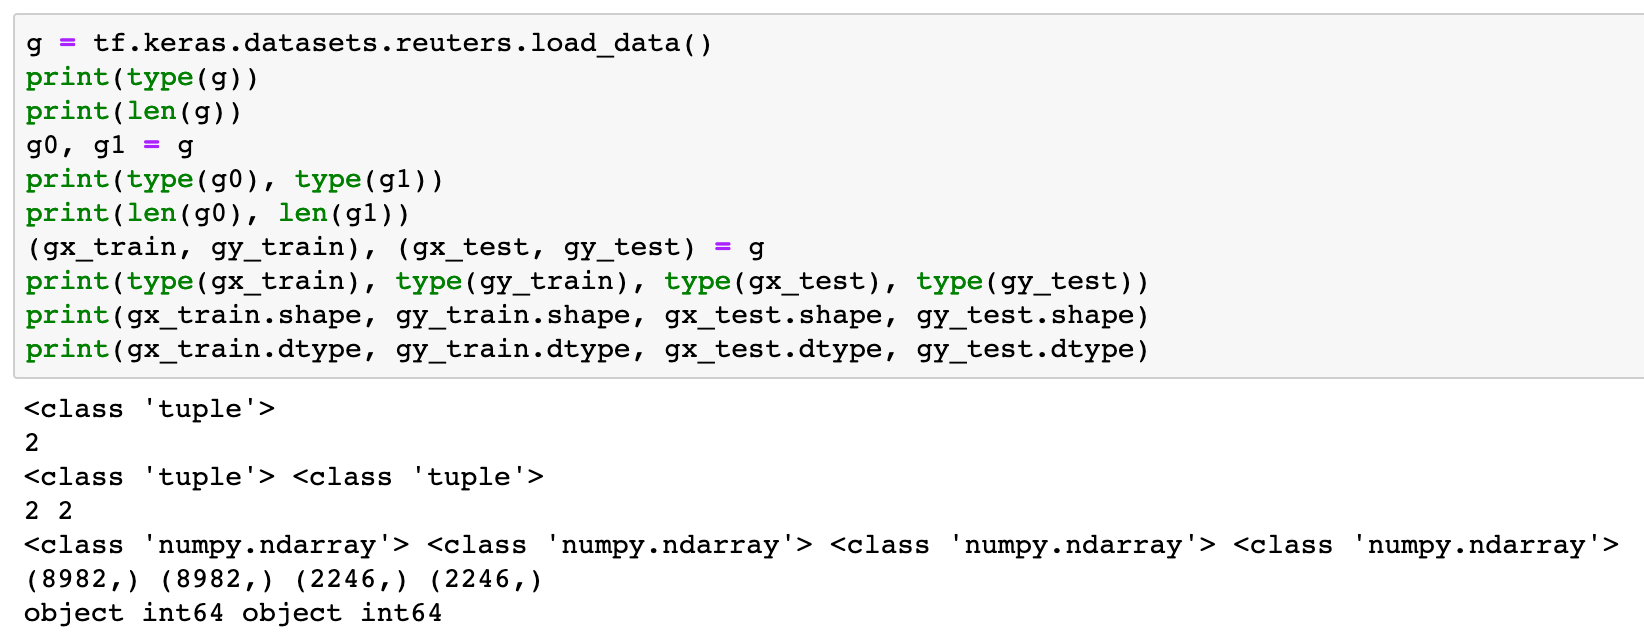 g = tf.keras.datasets.reuters.load_data()
print(type(g))
print(len(g))
g0, g1 = g
print(type(g0), type(g1))
print(len(g0), len(g1))
(gx_train, gy_train), (gx_test, gy_test) = g
print(type(gx_train), type(gy_train), type(gx_test), type(gy_test))
print(gx_train.shape, gy_train.shape, gx_test.shape, gy_test.shape)
print(gx_train.dtype, gy_train.dtype, gx_test.dtype, gy_test.dtype)
<class 'tuple'>
2
<class 'tuple'> <class 'tuple'>
2 2
<class 'numpy.ndarray'> <class 'numpy.ndarray'> <class 'numpy.ndarray'> <class 'numpy.ndarray'>
(8982,) (8982,) (2246,) (2246,)
object int64 object int64